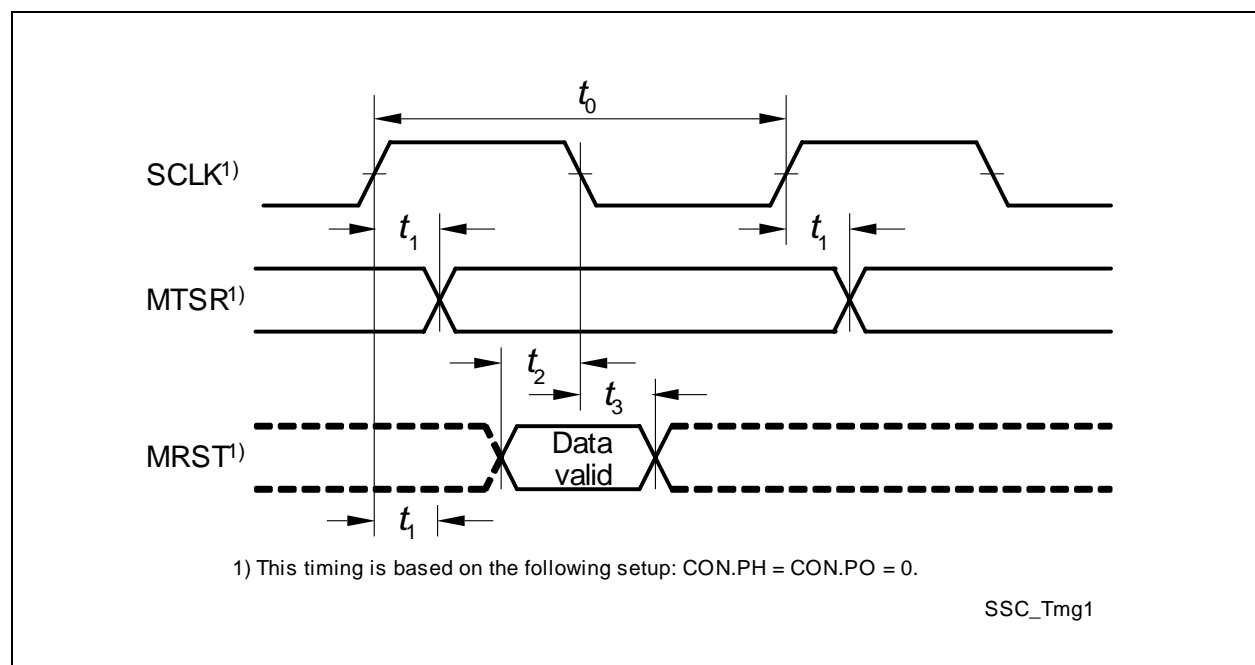 t0
SCLK1)
t1
t1
MTSR1)
t2
t3
MRST1)
Data
valid
t1
1) This timing is based on the following setup: CON.PH = CON.PO = 0.
SSC_Tmg1